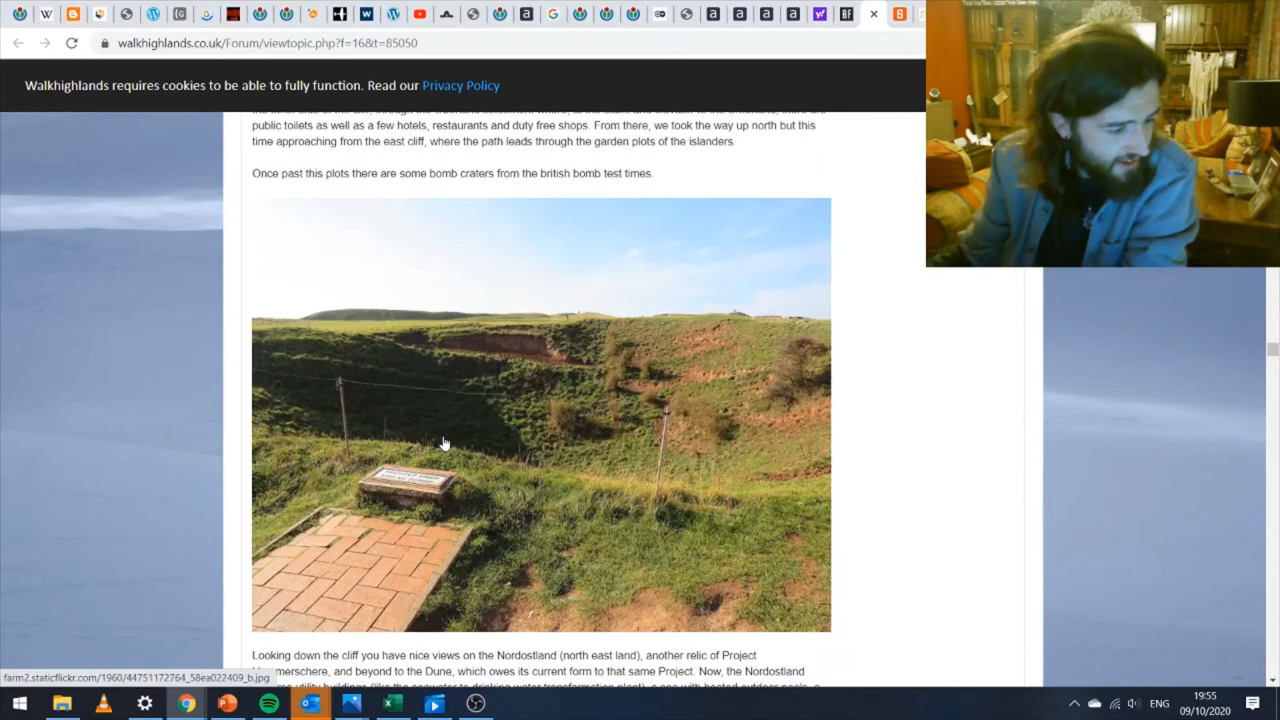 walkhighlands.co.uk/Forum/viewtopic.php?f=16&t=85050
Walkhighlands requires cookies to be able to fully function. Read our Privacy Policy
public toilets as well as a few hotels, restaurants and duty free shops. From there, we took the way up north but this
time approaching from the east cliff, where the path leads through the garden plots of the islanders.
Once past this plots there are some bomb craters from the british bomb test times.
Looking down the cliff you have nice views on the Nordostland (north east land), another relic of Project
and beyond to the Dune, which owes its current form to that same Project. Now, the Nordostland
farm2.staticflickr.com/1960/44751172764_58ea022409_b.jpg
ENG
19:55
09/10/2020